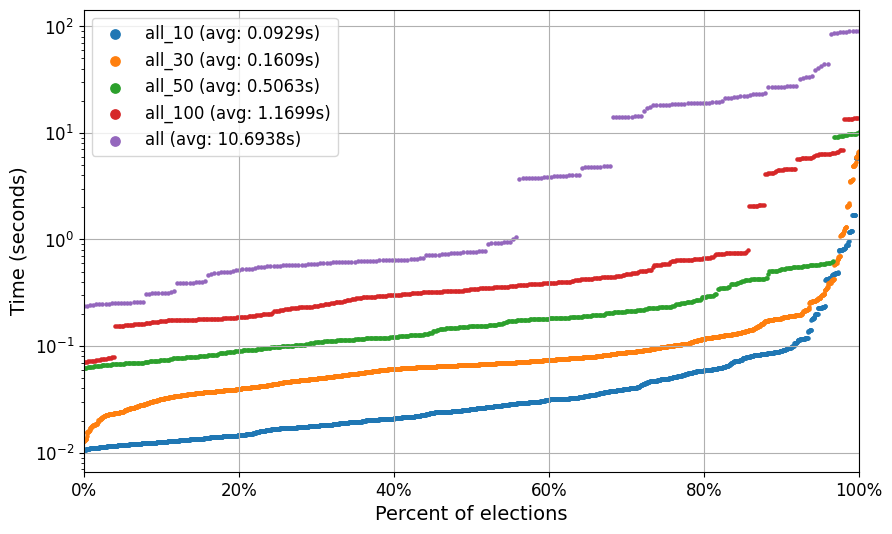 all_10 (avg: 0.0929s)
all_30 (avg: 0.1609s)
all_50 (avg: 0.5063s)
all_100 (avg: 1.1699s)
all (avg: 10.6938s)
Time (seconds)
10²
10¹
10⁰
10⁻¹
10⁻²
0% 20% 40% 60% 80% 100%
Percent of elections